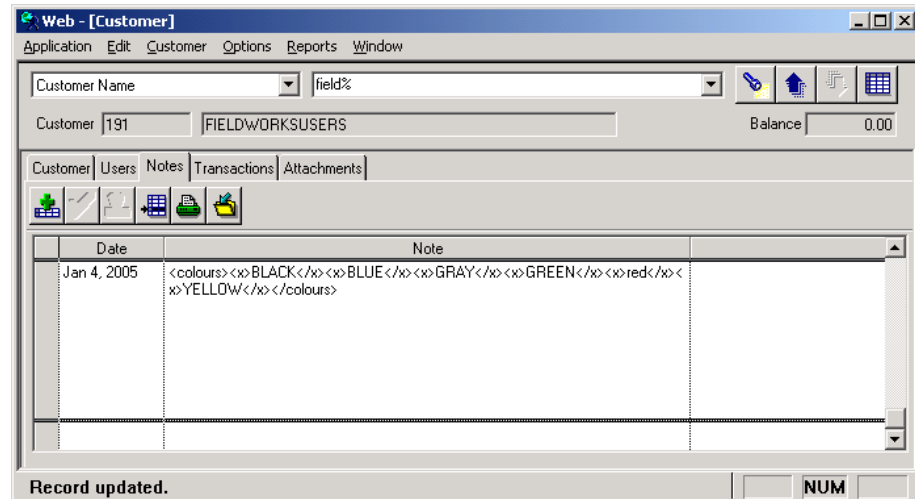 Web - [Customer]
Application Edit Customer Options Reports Window
Customer Name field%
Customer 191 FIELDWORKSUSERS Balance 0.00
Customer Users Notes Transactions Attachments
Date Note
Jan 4, 2005 <colours><x>BLACK</x><x>BLUE</x><x>GRAY</x><x>GREEN</x><x>red</x><
x>YELLOW</x></colours>
Record updated. NUM